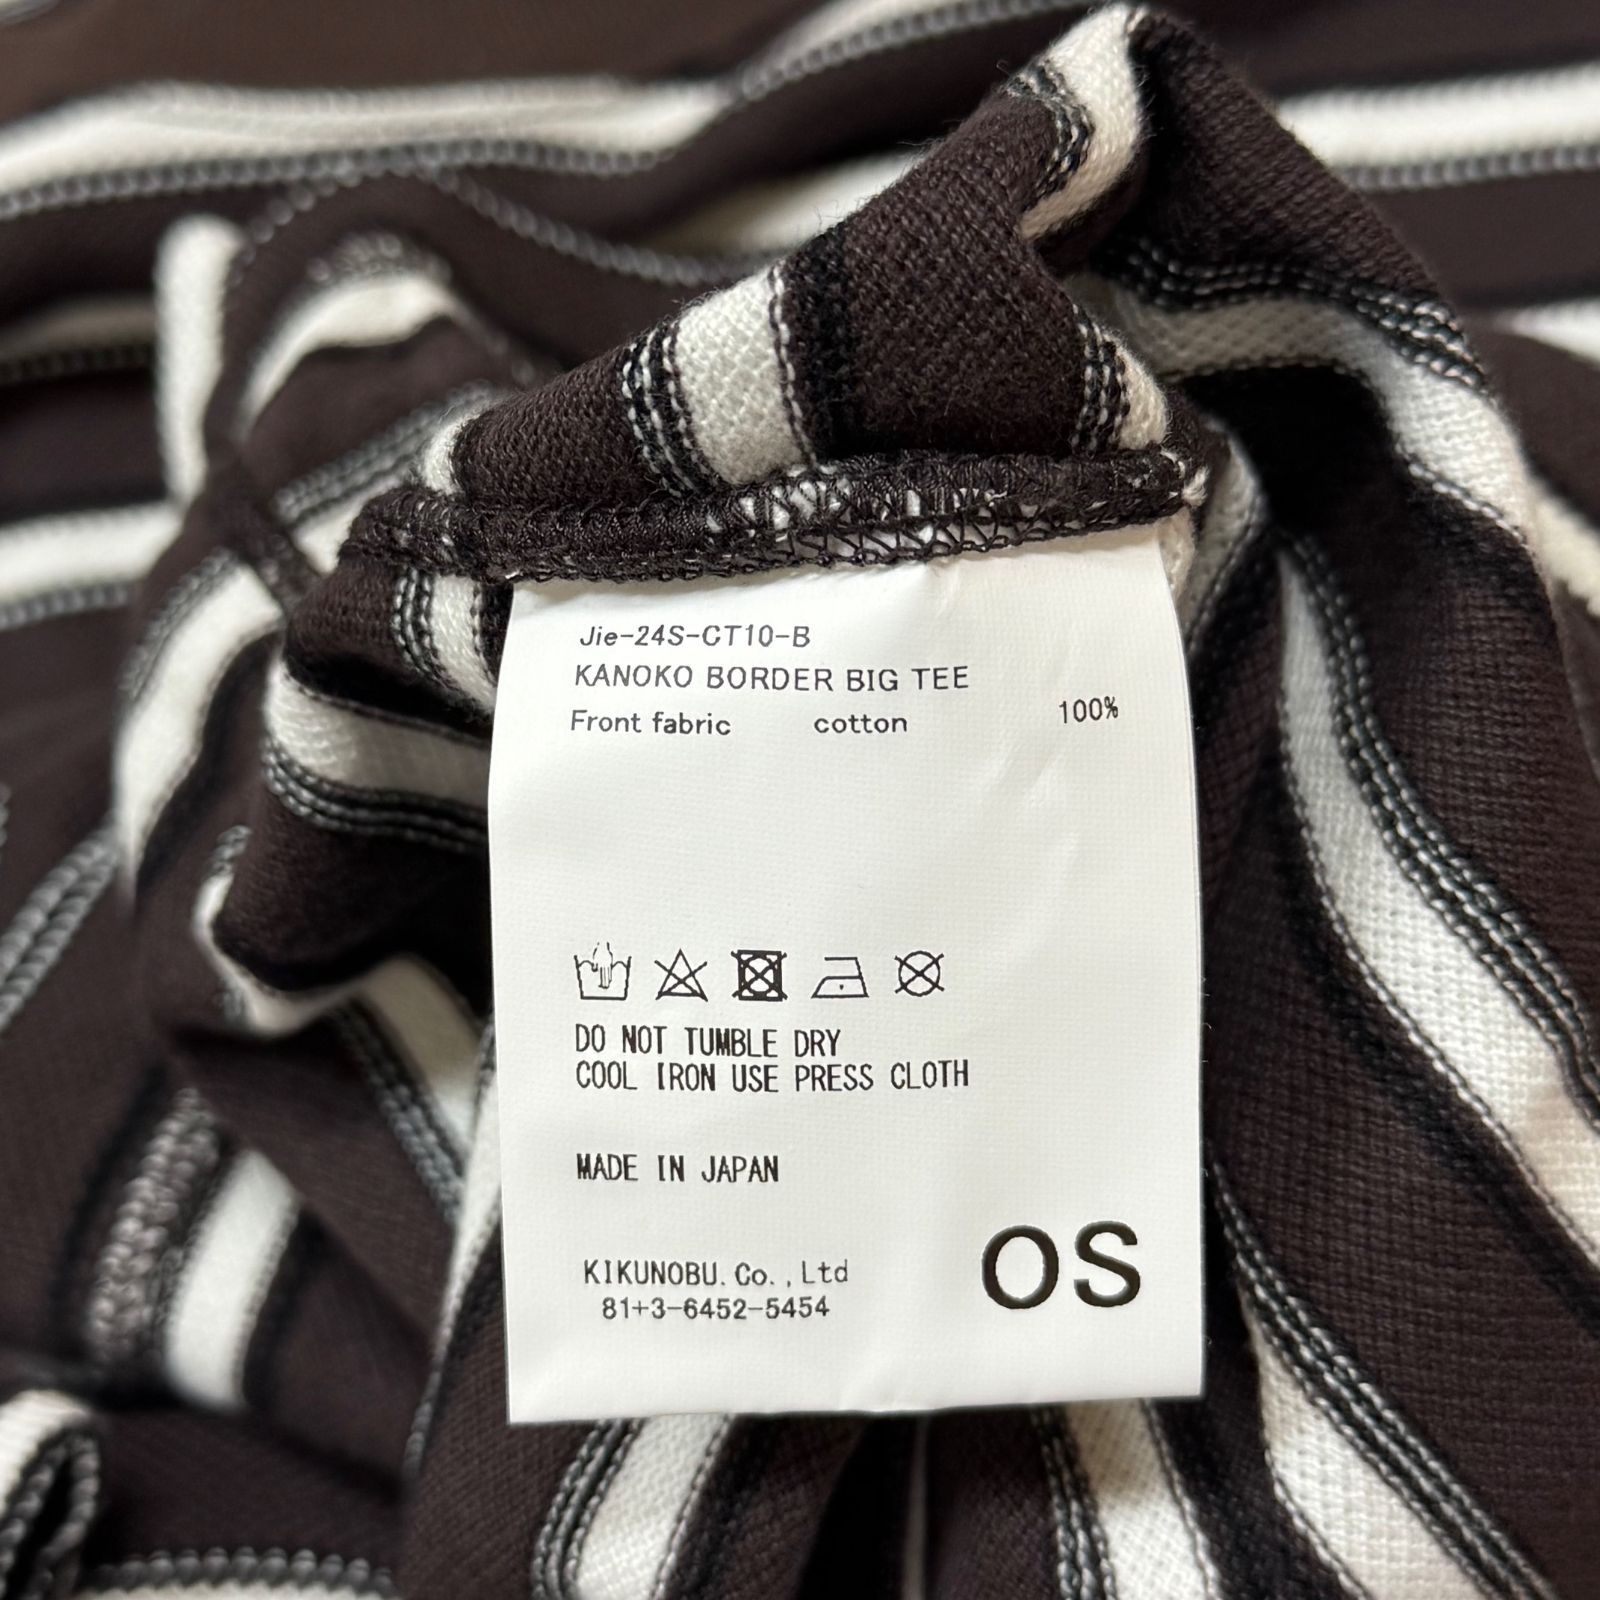 Jie-24S-CT10-B
KANOKO BORDER BIG TEE
Front fabric cotton 100%
DO NOT TUMBLE DRY
COOL IRON USE PRESS CLOTH
MADE IN JAPAN
OS
KIKUNOBU.Co.,Ltd
81+3-6452-5454